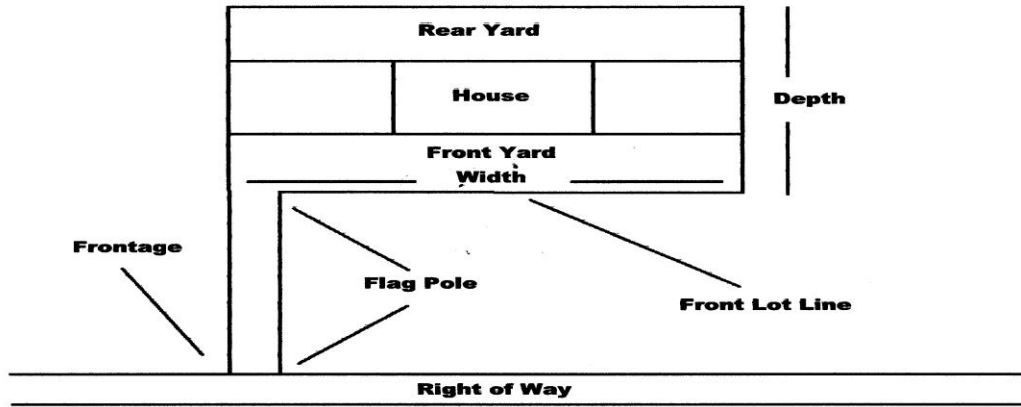 Rear Yard
House
Depth
Front Yard
Width
Frontage
Flag Pole
Front Lot Line
Right of Way